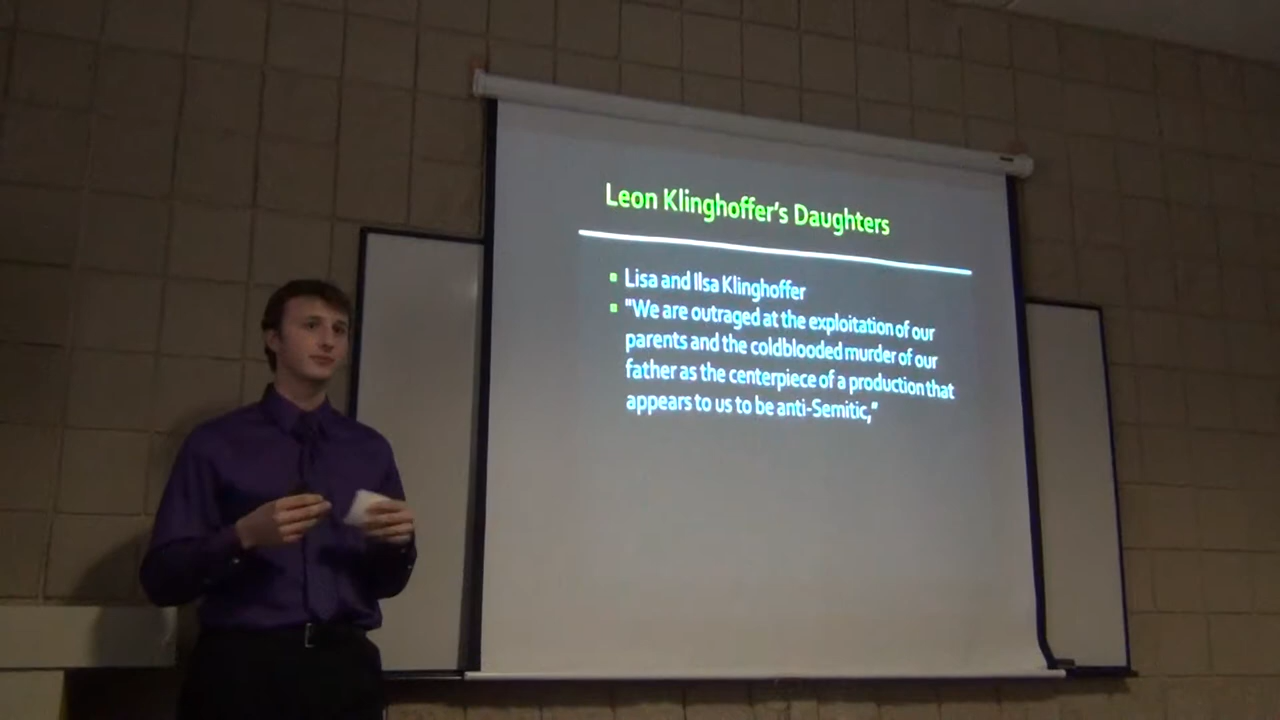 Leon Klinghoffer's Daughters
Lisa and Ilsa Klinghoffer
"We are outraged at the exploitation of our
parents and the coldblooded murder of our
father as the centerpiece of a production that
appears to us to be anti-Semitic,"